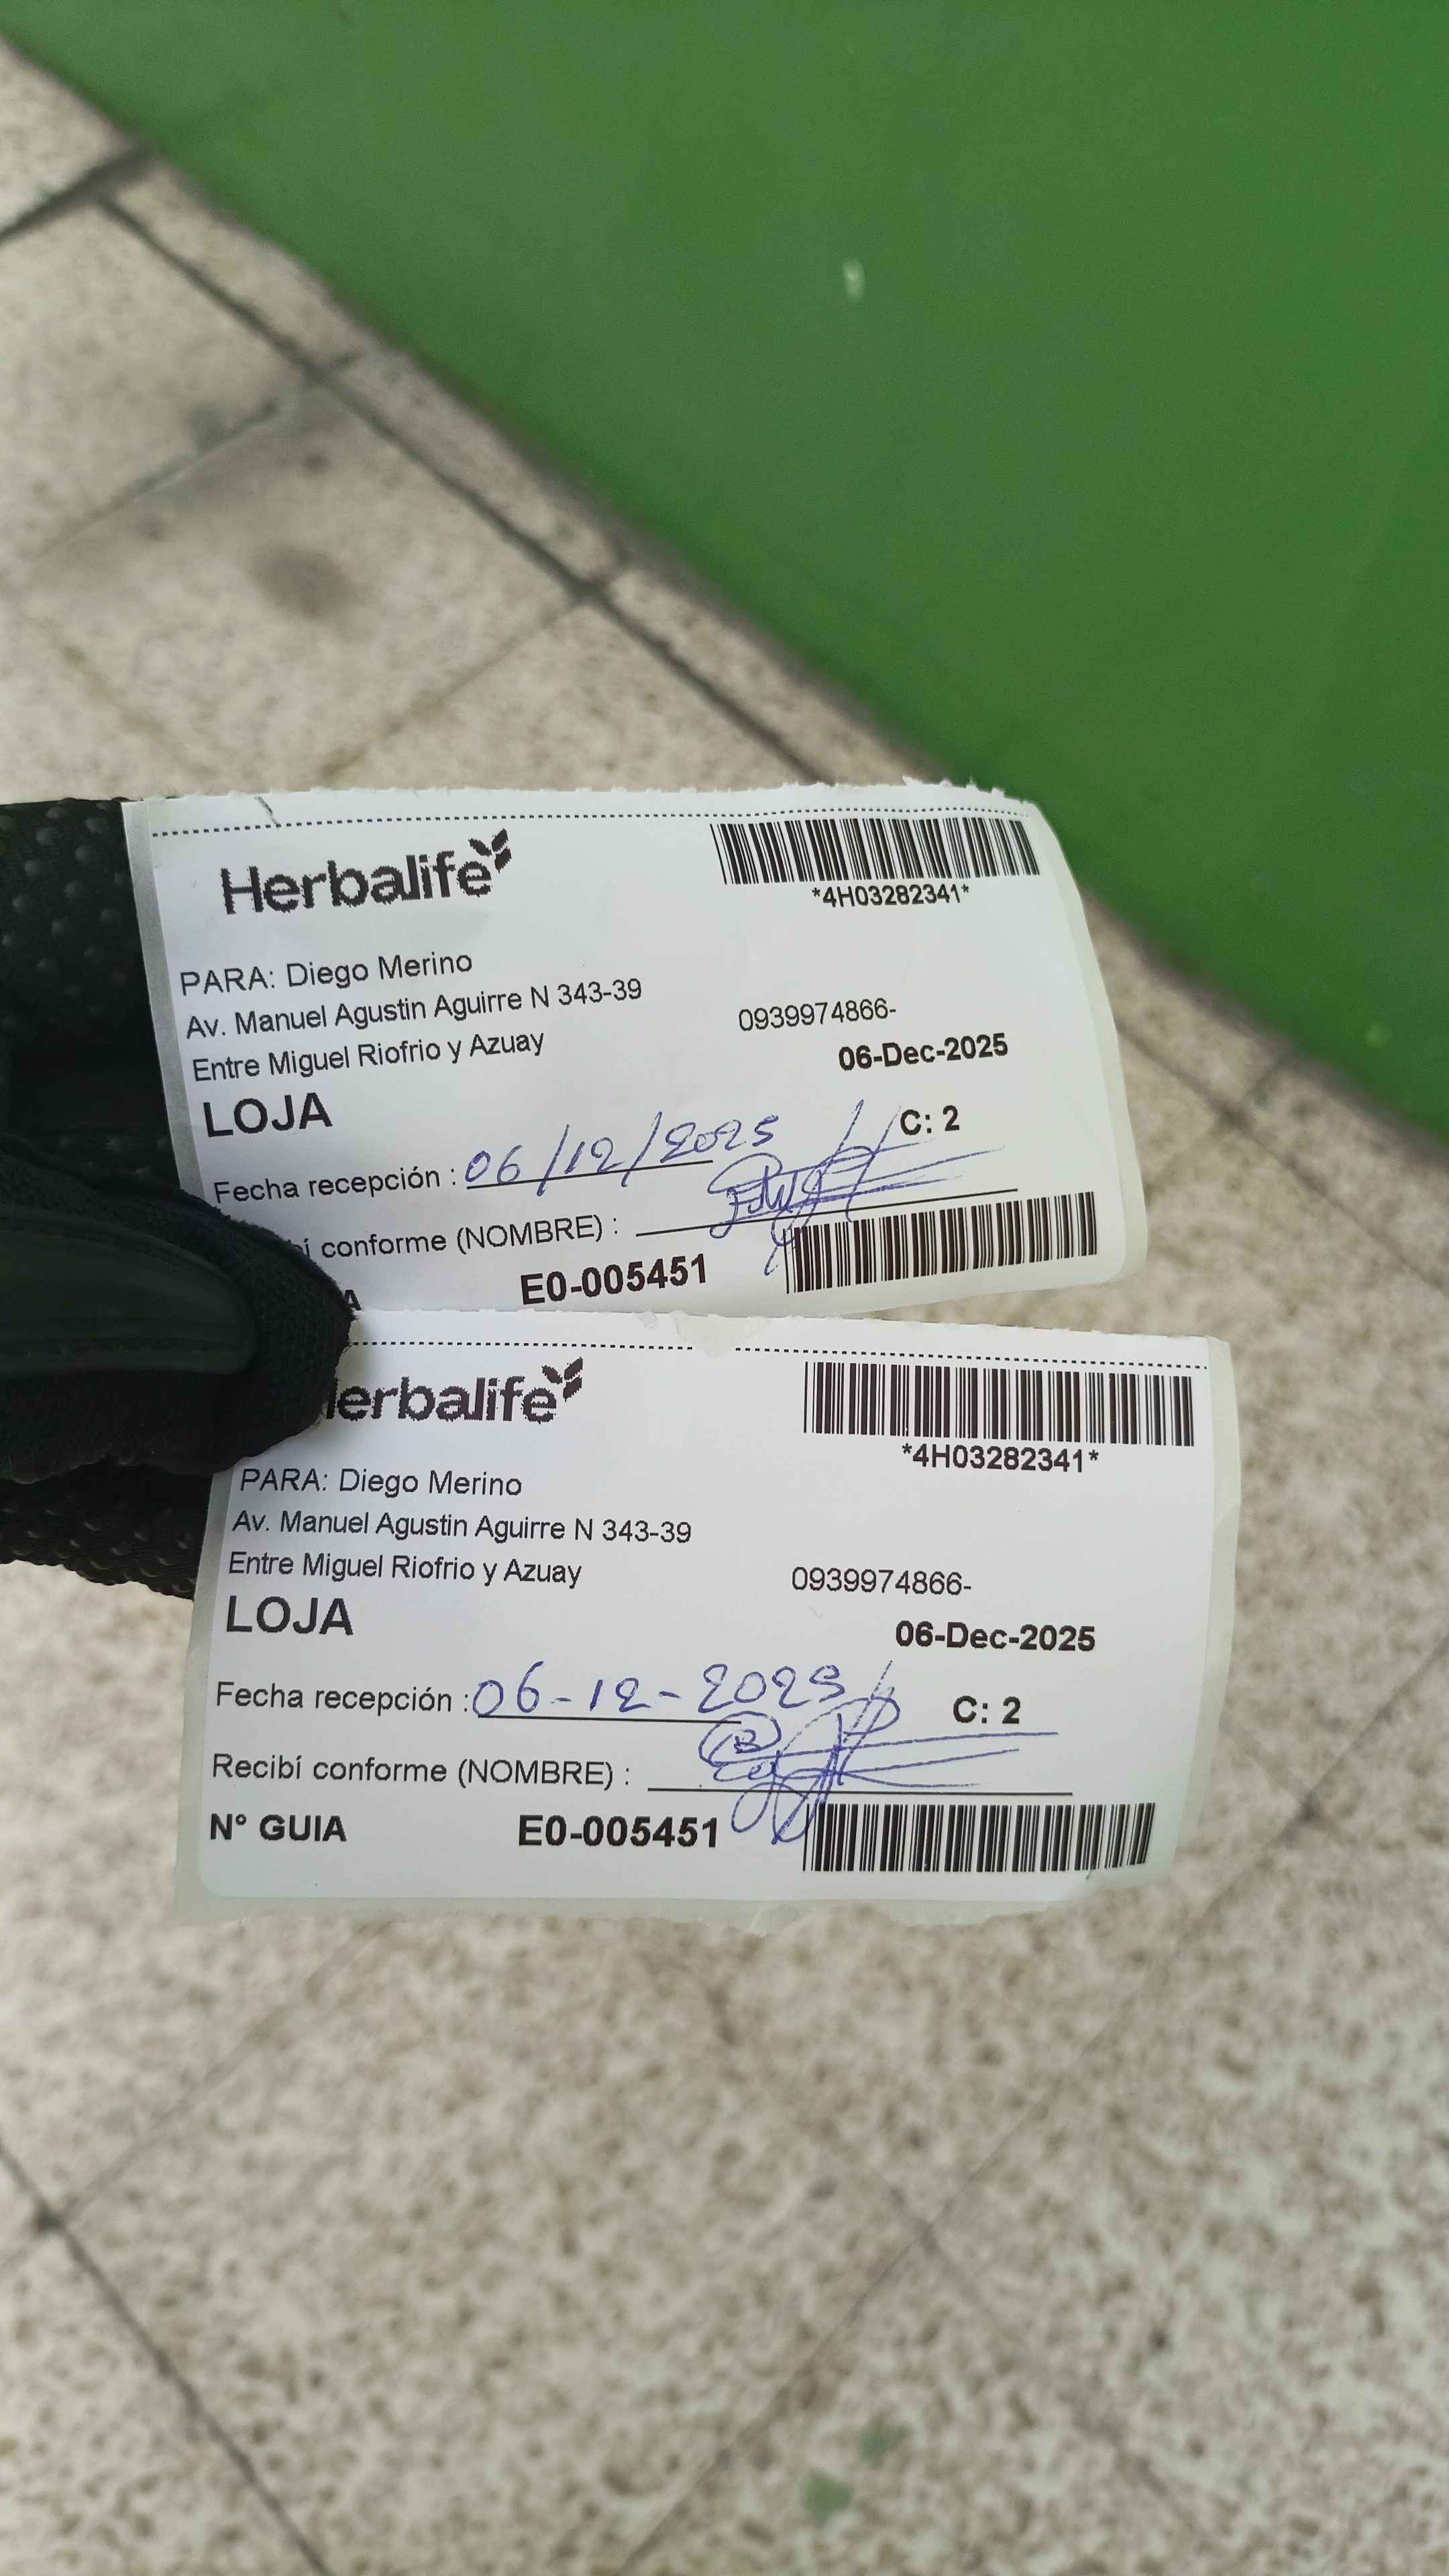 Herbalife
*4H03282341*
PARA: Diego Merino
Av. Manuel Agustin Aguirre N 343-39
Entre Miguel Riofrio y Azuay
0939974866-
06-Dec-2025
LOJA
C: 2
Fecha recepción : 06/12/2025
bí conforme (NOMBRE) :
A E0-005451
erbalife
*4H03282341*
PARA: Diego Merino
Av. Manuel Agustin Aguirre N 343-39
Entre Miguel Riofrio y Azuay
0939974866-
LOJA
06-Dec-2025
Fecha recepción : 06-12-2025
C: 2
Recibí conforme (NOMBRE) :
N° GUIA E0-005451